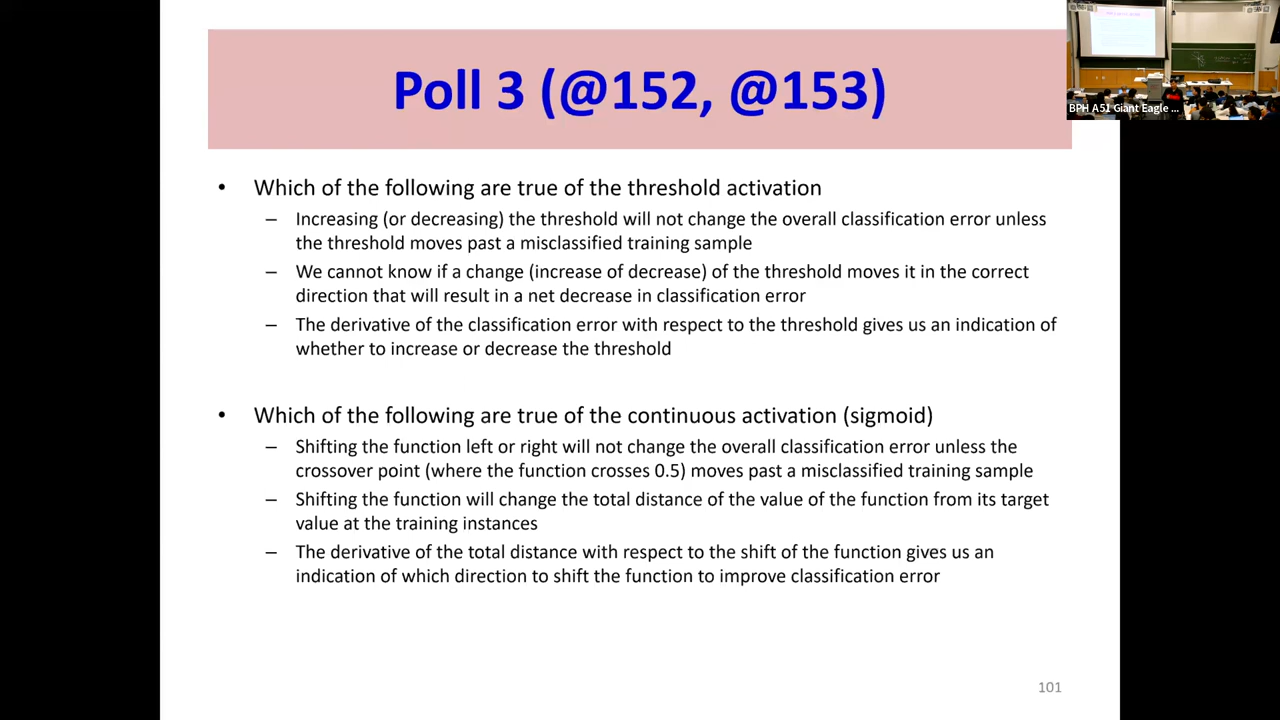 Poll 3 (@152, @153)
BPH A51 Giant Eagle ...
• Which of the following are true of the threshold activation
– Increasing (or decreasing) the threshold will not change the overall classification error unless
the threshold moves past a misclassified training sample
– We cannot know if a change (increase of decrease) of the threshold moves it in the correct
direction that will result in a net decrease in classification error
– The derivative of the classification error with respect to the threshold gives us an indication of
whether to increase or decrease the threshold
• Which of the following are true of the continuous activation (sigmoid)
– Shifting the function left or right will not change the overall classification error unless the
crossover point (where the function crosses 0.5) moves past a misclassified training sample
– Shifting the function will change the total distance of the value of the function from its target
value at the training instances
– The derivative of the total distance with respect to the shift of the function gives us an
indication of which direction to shift the function to improve classification error
101